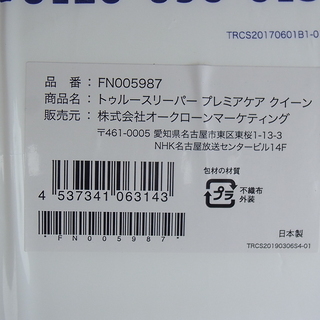 TRCS20170601B1-0
品 番: FN005987
商品名: トゥルースリーパー プレミアケア クイーン
販売元: 株式会社オークローンマーケティング
〒461-0005 愛知県名古屋市東区東桜1-13-3
NHK名古屋放送センタービル14F
4 537341 063143
*FN005987*
包材の材質
プラ
不織布
外装
日本製
TRCS2019030654-01